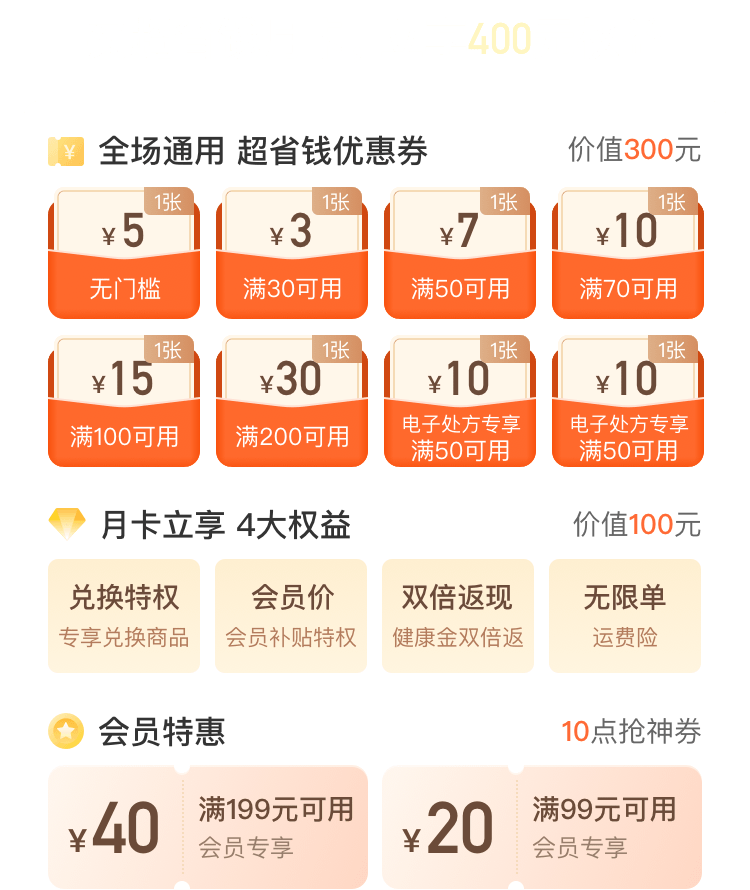 400
¥
全场通用 超省钱优惠券
价值300元
1张
¥5
无门槛
1张
¥3
满30可用
1张
¥7
满50可用
1张
¥10
满70可用
1张
¥15
满100可用
1张
¥30
满200可用
1张
¥10
电子处方专享
满50可用
1张
¥10
电子处方专享
满50可用
月卡立享 4大权益
价值100元
兑换特权
专享兑换商品
会员价
会员补贴特权
双倍返现
健康金双倍返
无限单
运费险
会员特惠
10点抢神券
¥40
满199元可用
会员专享
¥20
满99元可用
会员专享